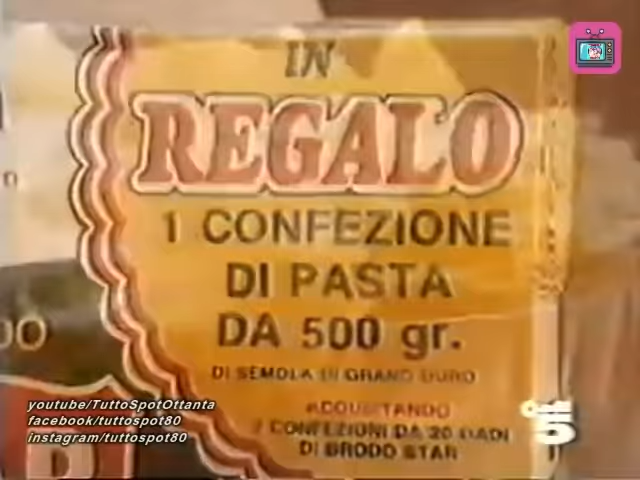 IN
REGALO
1 CONFEZIONE
DI PASTA
DA 500 gr.
DI SEMOLA DI GRANO DURO
ACQUISTANDO
2 CONFEZIONI DA 20 DADI
DI BRODO STAR
youtube/TuttoSpotOttanta
facebook/tuttospot80
instagram/tuttospot80
5